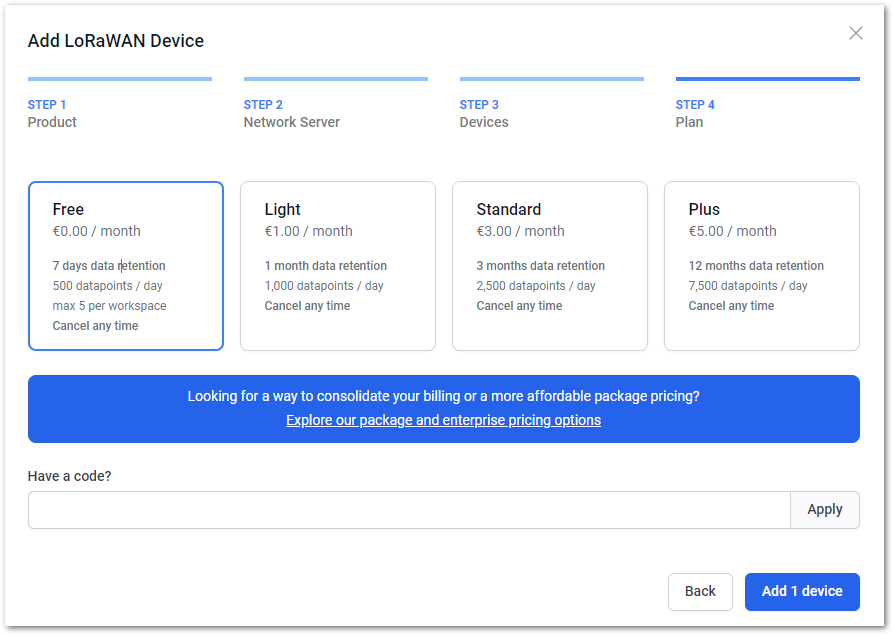 Add LoRaWAN Device
STEP 1
Product
STEP 2
Network Server
STEP 3
Devices
STEP 4
Plan
Free
€0.00 / month
7 days data retention
500 datapoints / day
max 5 per workspace
Cancel any time
Light
€1.00 / month
1 month data retention
1,000 datapoints / day
Cancel any time
Standard
€3.00 / month
3 months data retention
2,500 datapoints / day
Cancel any time
Plus
€5.00 / month
12 months data retention
7,500 datapoints / day
Cancel any time
Looking for a way to consolidate your billing or a more affordable package pricing?
Explore our package and enterprise pricing options
Have a code?
Apply
Back
Add 1 device